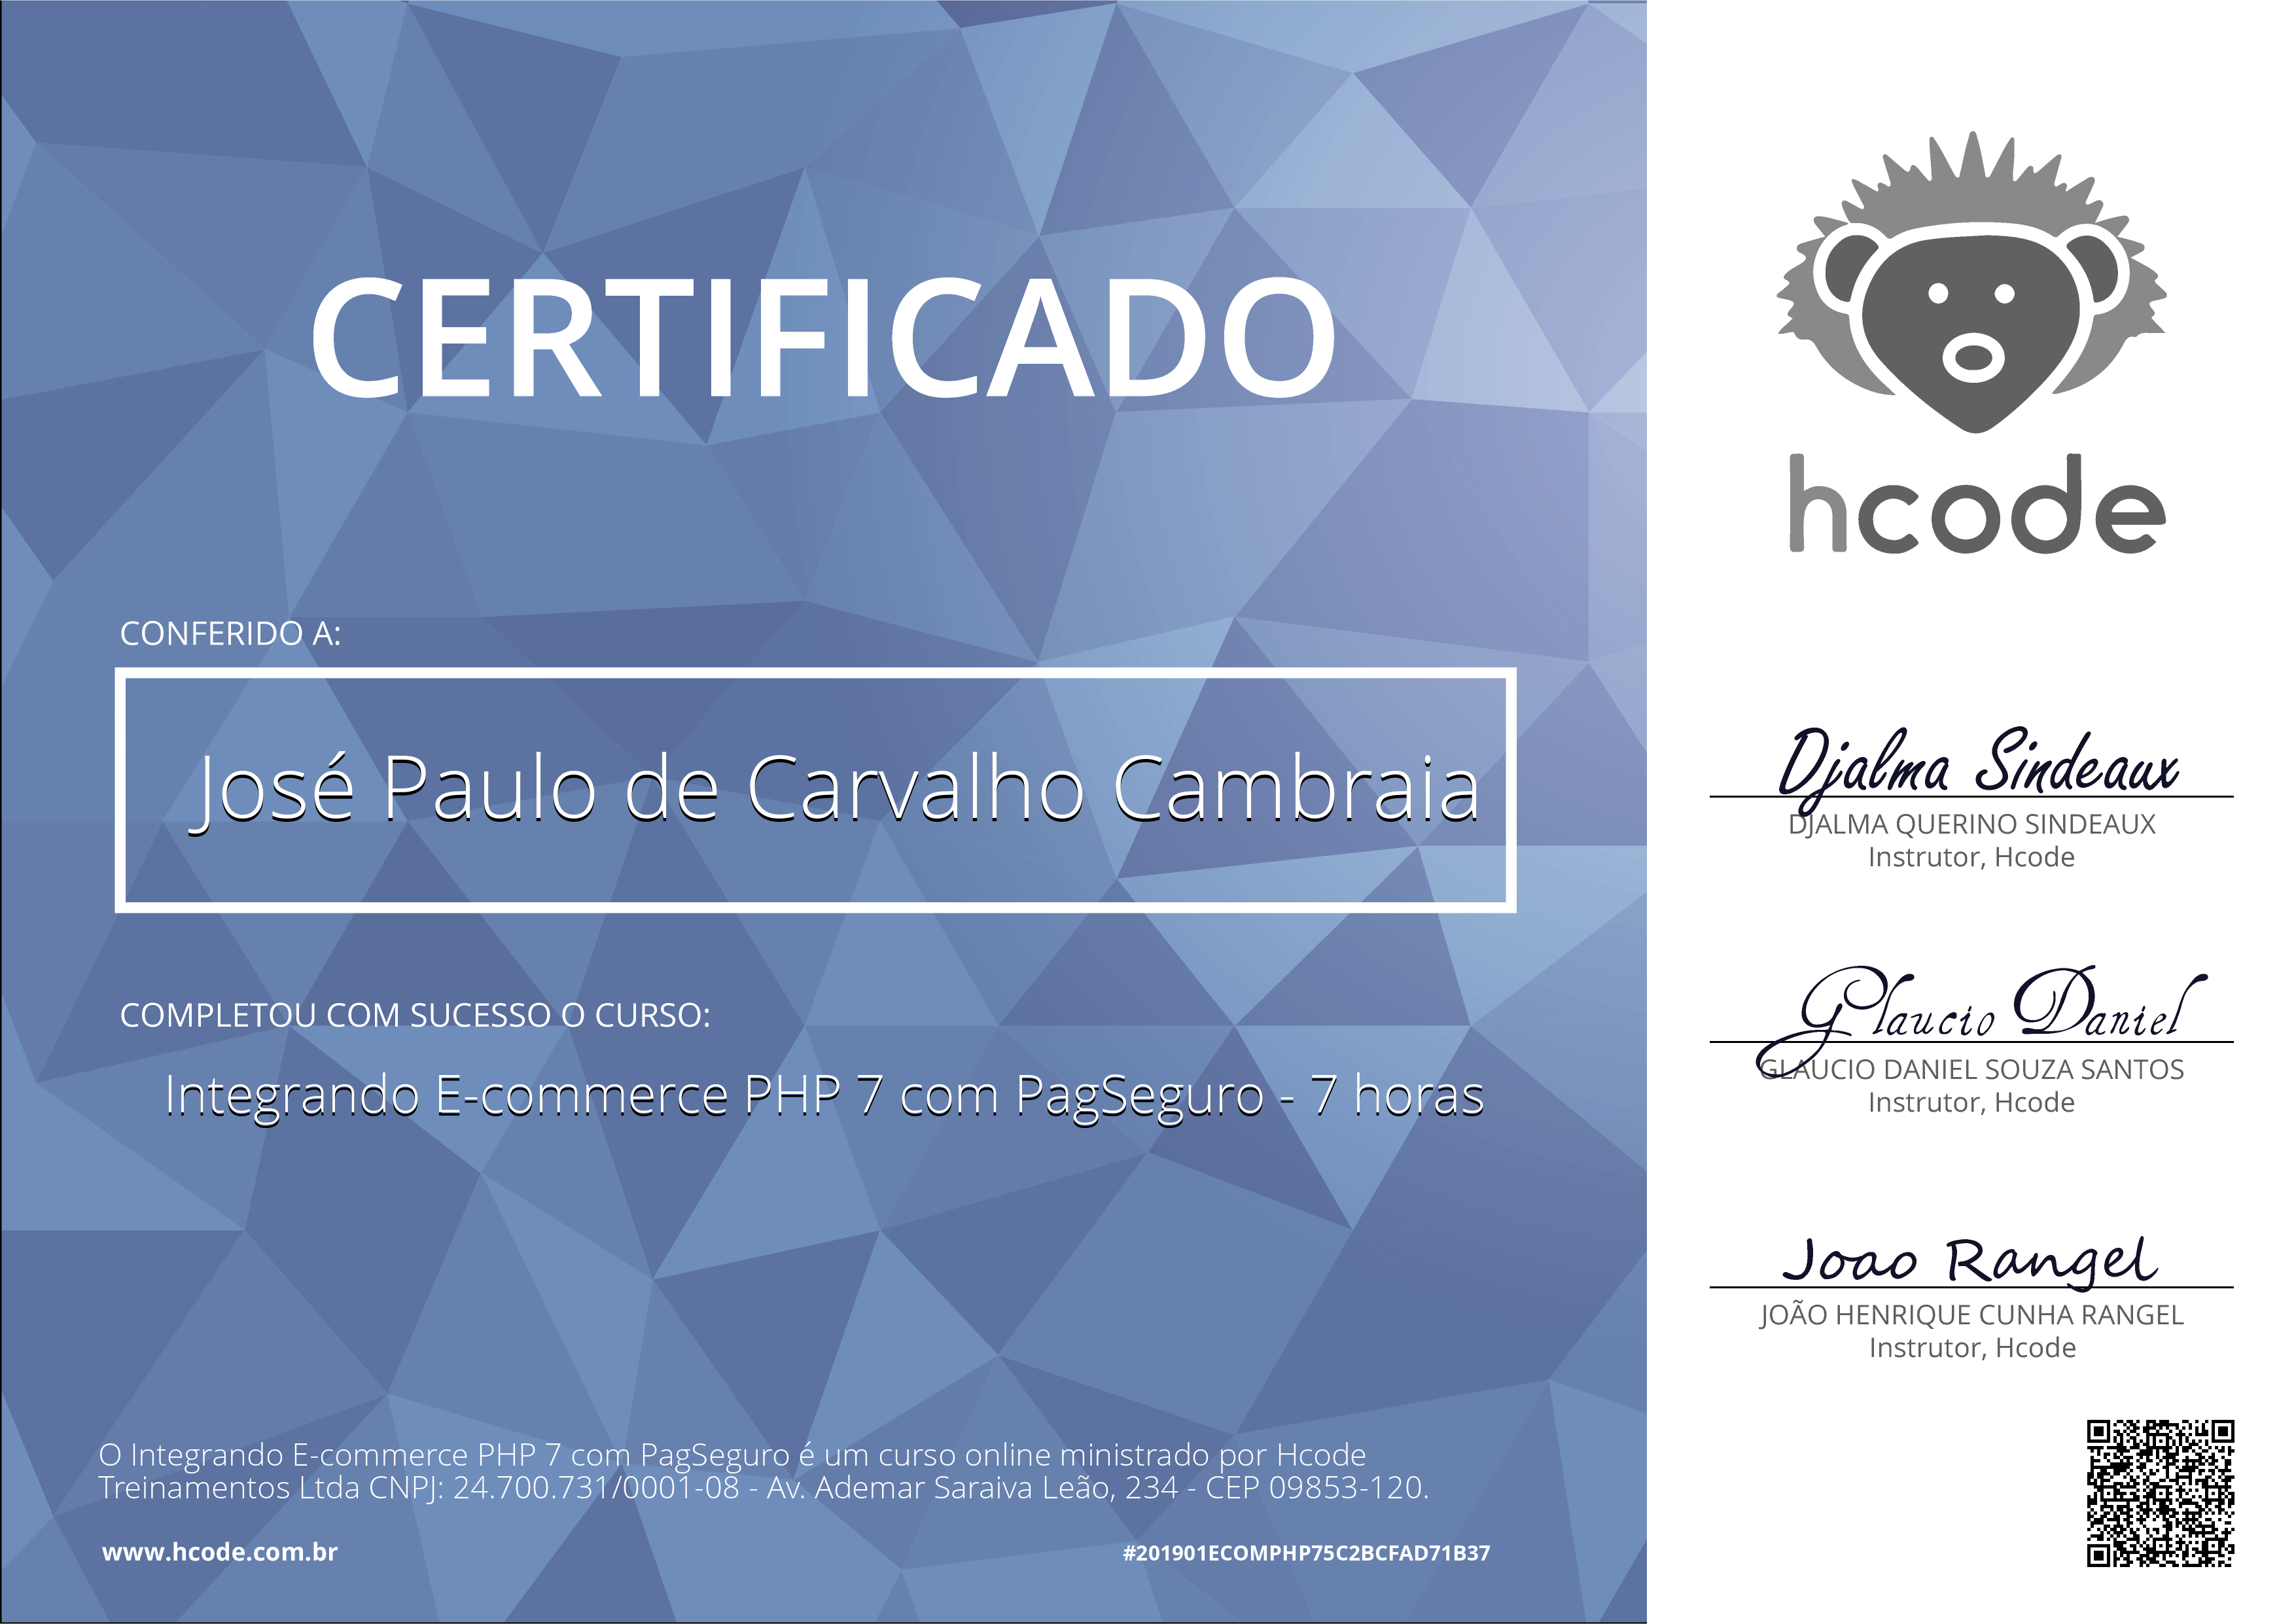 CERTIFICADO
CONFERIDO A:
José Paulo de Carvalho Cambraia
COMPLETOU COM SUCESSO O CURSO:
Integrando E-commerce PHP 7 com PagSeguro - 7 horas
O Integrando E-commerce PHP 7 com PagSeguro é um curso online ministrado por Hcode
Treinamentos Ltda CNPJ: 24.700.731/0001-08 - Av. Ademar Saraiva Leão, 234 - CEP 09853-120.
www.hcode.com.br
#201901ECOMPHP75C2BCFAD71B37
hcode
Djalma Sindeaux
DJALMA QUERINO SINDEAUX
Instrutor, Hcode
Glaucio Daniel
GLAUCIO DANIEL SOUZA SANTOS
Instrutor, Hcode
Joao Rangel
JOÃO HENRIQUE CUNHA RANGEL
Instrutor, Hcode